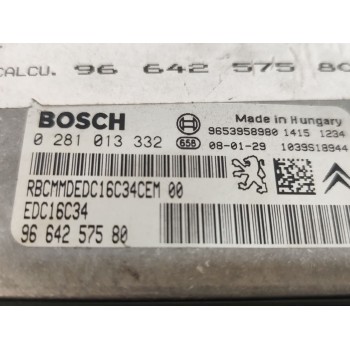 CALCU. 96 642 575 80
BOSCH
Made in Hungary
0 281 013 332
9653958980 1415 1234
658
08-01-29
1039S18944
RBCMMDEDC16C34CEM 00
EDC16C34
96 642 575 80